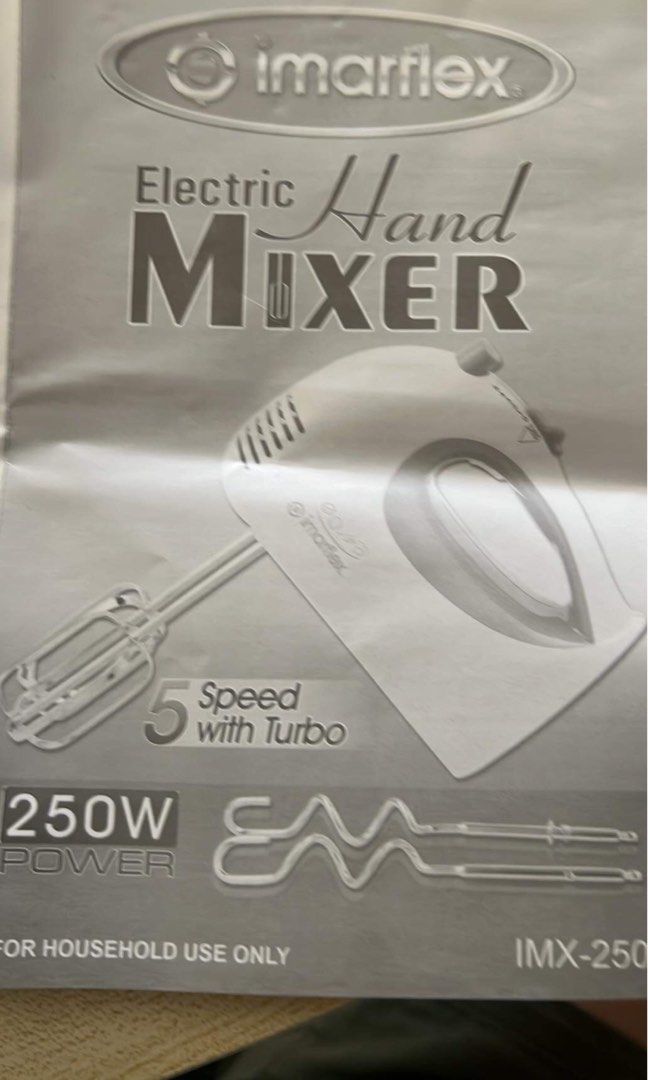 imarflex
Electric Hand
MIXER
imarflex
5 Speed
with Turbo
250W
POWER
FOR HOUSEHOLD USE ONLY
IMX-250